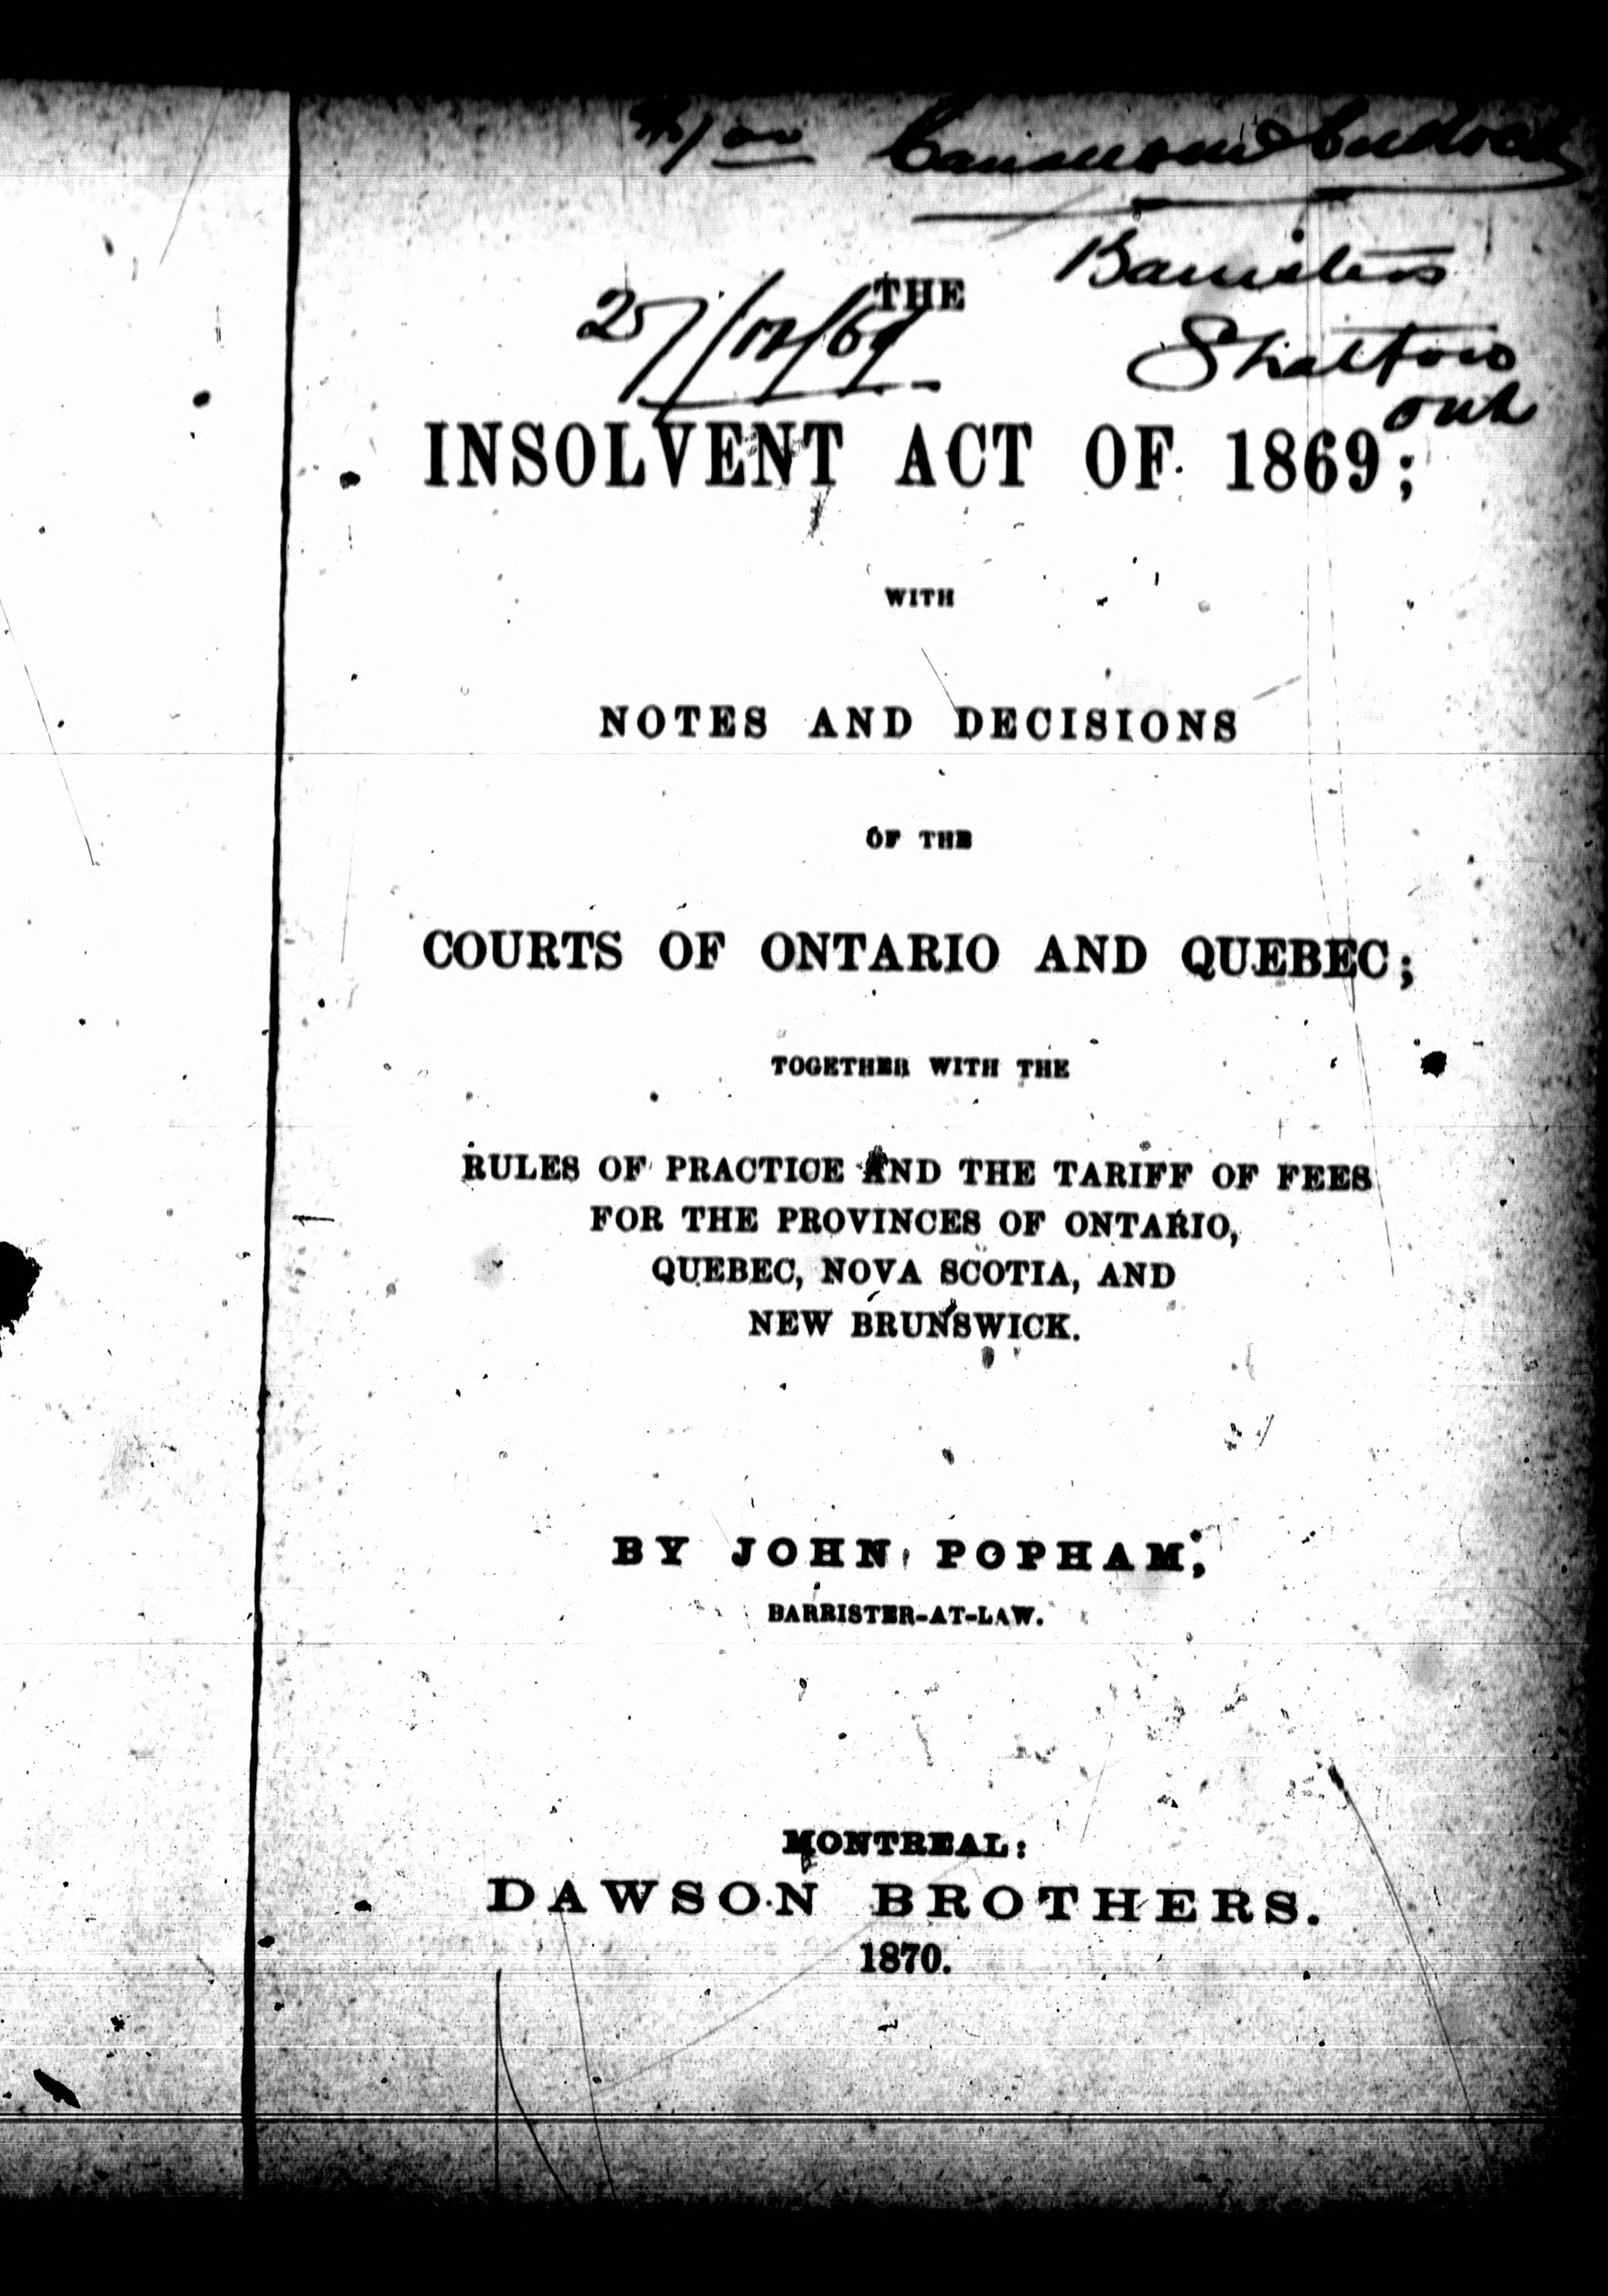 Barristers
THE
27/12/69
INSOLVENT ACT OF 1869;
WITH
NOTES AND DECISIONS
OF THE
COURTS OF ONTARIO AND QUEBEC;
TOGETHER WITH THE
RULES OF PRACTICE AND THE TARIFF OF FEES
FOR THE PROVINCES OF ONTARIO,
QUEBEC, NOVA SCOTIA, AND
NEW BRUNSWICK.
BY JOHN POPHAM,
BARRISTER-AT-LAW.
MONTREAL:
DAWSON BROTHERS.
1870.